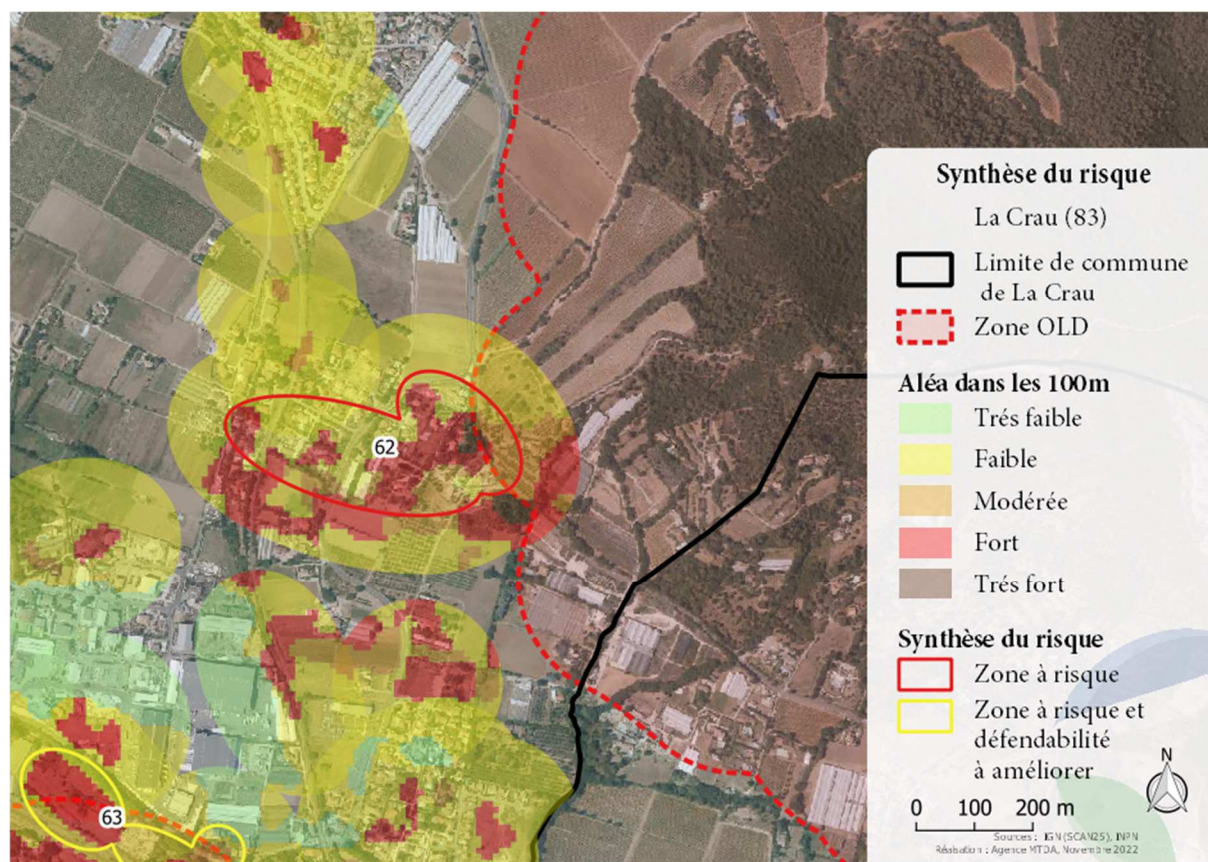 62
63
Synthèse du risque
La Crau (83)
Limite de commune
de La Crau
Zone OLD
Aléa dans les 100m
Trés faible
Faible
Modérée
Fort
Trés fort
Synthèse du risque
Zone à risque
Zone à risque et
défendabilité
à améliorer
N
0 100 200 m
Sources : IGN (SCAN25), INPN
Réalisation : Agence MTDA, Novembre 2022